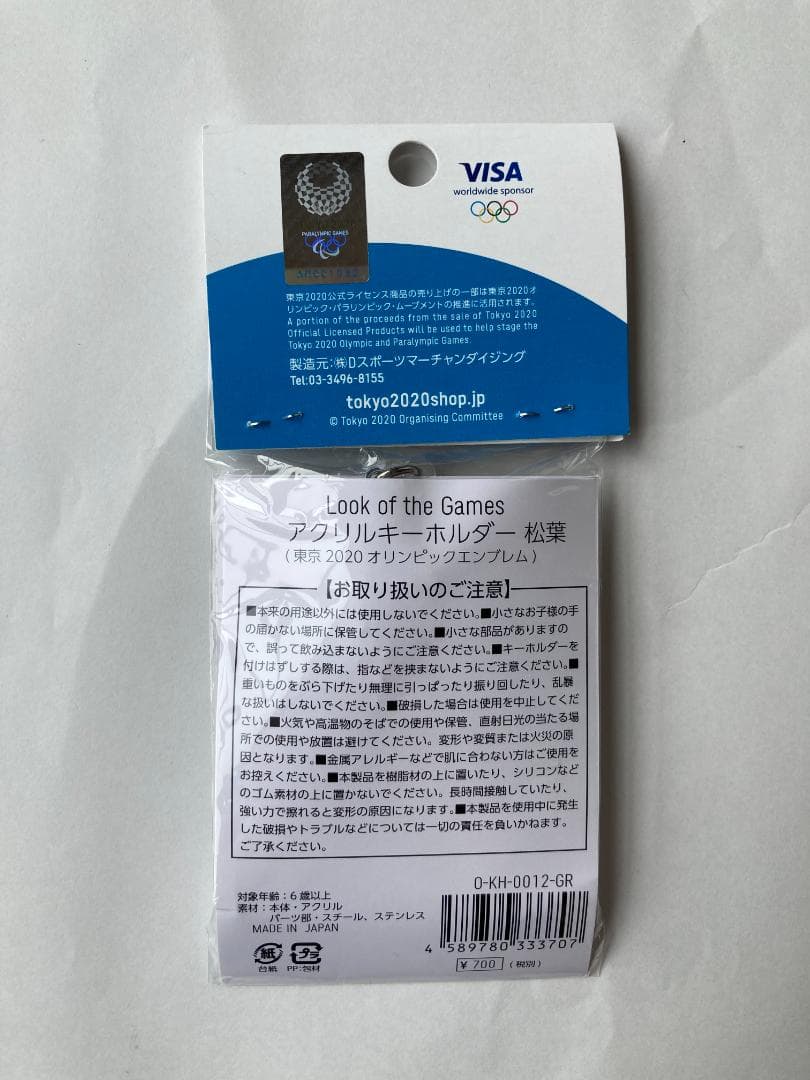 VISA
worldwide sponsor
PARALYMPIC GAMES
東京2020公式ライセンス商品の売り上げの一部は東京2020オ
リンピック・パラリンピック・ムーブメントの推進に活用されます。
A portion of the proceeds from the sale of Tokyo 2020
Official Licensed Products will be used to help stage the
Tokyo 2020 Olympic and Paralympic Games.
製造元:㈱Dスポーツマーチャンダイジング
Tel:03-3496-8155
tokyo2020shop.jp
© Tokyo 2020 Organising Committee
Look of the Games
アクリルキーホルダー 松葉
(東京2020オリンピックエンブレム)
【お取り扱いのご注意】
■本来の用途以外には使用しないでください。■小さなお子様の手
の届かない場所に保管してください。■小さな部品がありますの
で、誤って飲み込まないようにご注意ください。■キーホルダーを
付けはずしする際は、指などを挟まないようにご注意ください。■
重いものをぶら下げたり無理に引っぱったり振り回したり、乱暴
な扱いはしないでください。■破損した場合は使用を中止してくだ
さい。■火気や高温物のそばでの使用や保管、直射日光の当たる場
所での使用や放置は避けてください。変形や変質または火災の原
因となります。■金属アレルギーなどで肌に合わない方はご使用を
お控えください。■本製品を樹脂材の上に置いたり、シリコンなど
のゴム素材の上に置かないでください。長時間接触していたり、
強い力で擦れると変形の原因になります。■本製品を使用中に発生
した破損やトラブルなどについては一切の責任を負いかねます。
ご了承ください。
O-KH-0012-GR
対象年齢：6歳以上
素材：本体・アクリル
パーツ部・スチール、ステンレス
MADE IN JAPAN
4 589780 333707
紙 プラ
台紙 PP:包材
¥ 700 (税別)